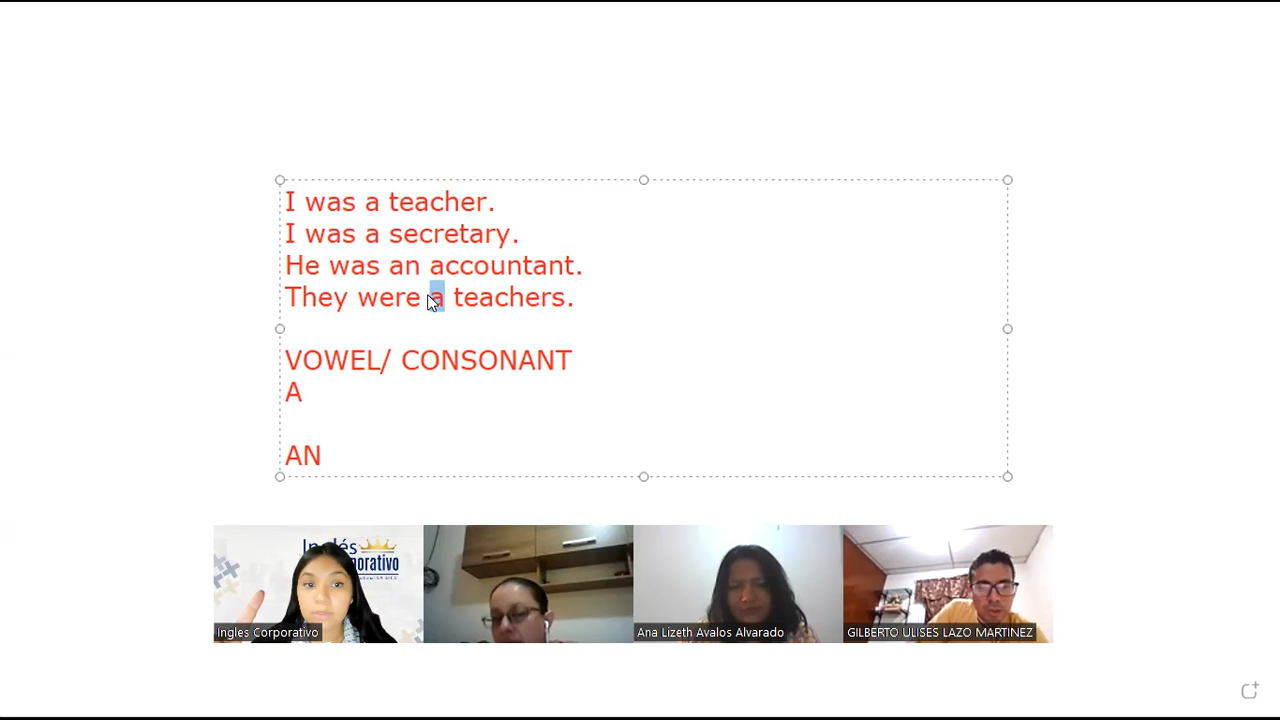 I was a teacher.
I was a secretary.
He was an accountant.
They were a teachers.
VOWEL/ CONSONANT
A
AN
Inglés
Ingles Corporativo
Ana Lizeth Avalos Alvarado
GILBERTO ULISES LAZO MARTINEZ